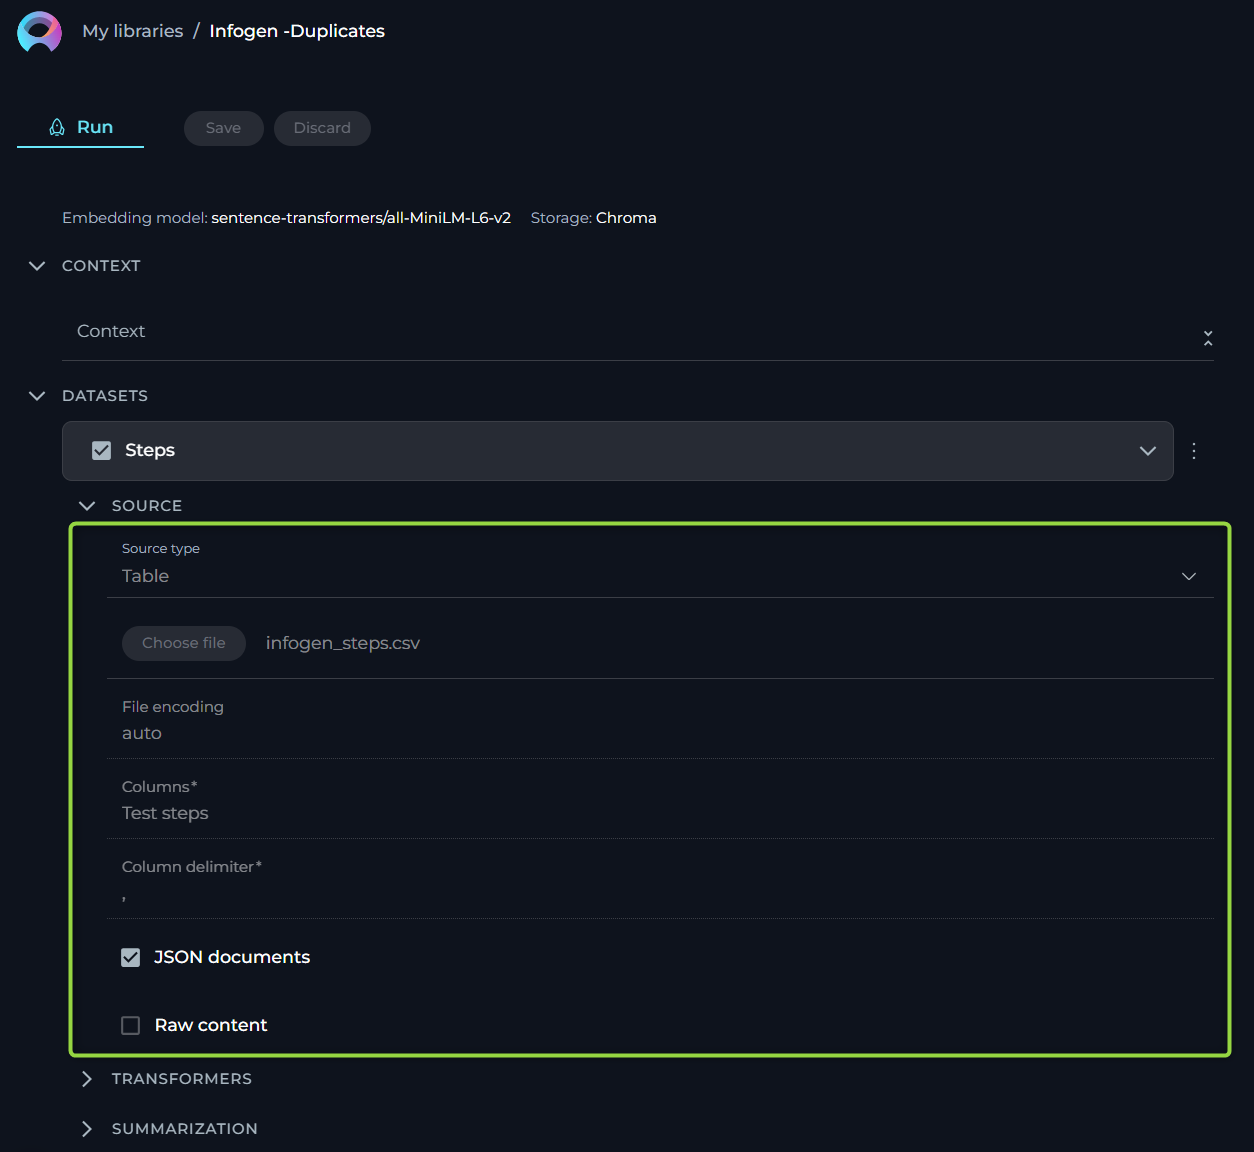 My libraries / Infogen -Duplicates
Run Save Discard
Embedding model: sentence-transformers/all-MiniLM-L6-v2 Storage: Chroma
CONTEXT
Context
DATASETS
Steps
SOURCE
Source type
Table
Choose file infogen_steps.csv
File encoding
auto
Columns*
Test steps
Column delimiter*
,
JSON documents
Raw content
TRANSFORMERS
SUMMARIZATION